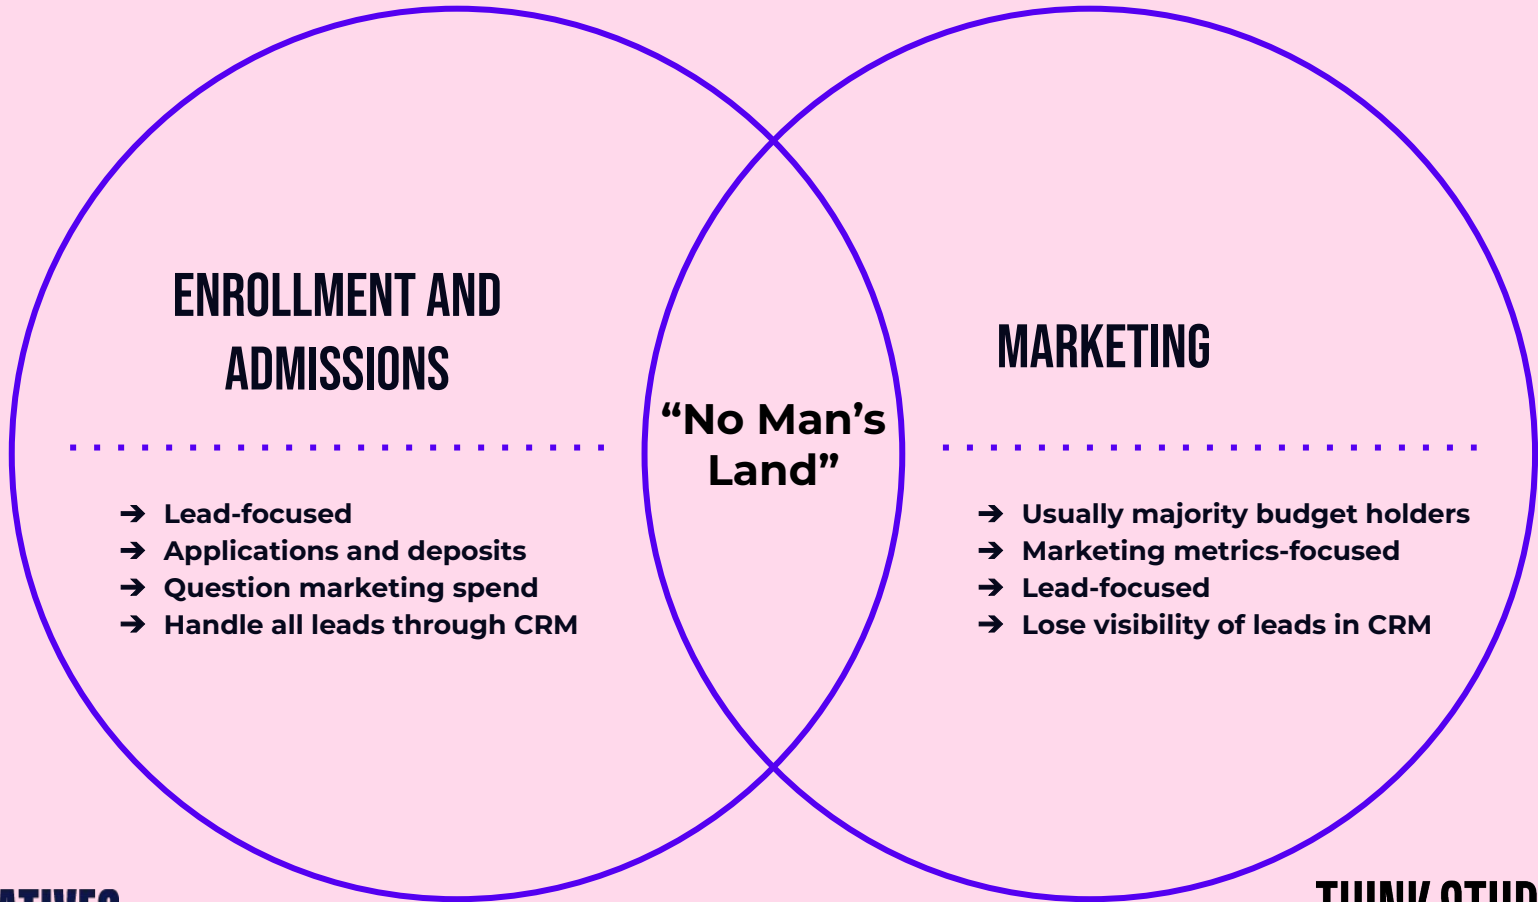 ENROLLMENT AND
ADMISSIONS
➔ Lead-focused
➔ Applications and deposits
➔ Question marketing spend
➔ Handle all leads through CRM
“No Man’s
Land”
MARKETING
➔ Usually majority budget holders
➔ Marketing metrics-focused
➔ Lead-focused
➔ Lose visibility of leads in CRM
THINK